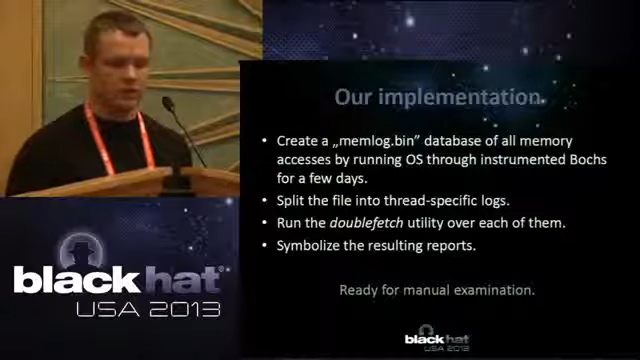 Our implementation
• Create a „memlog.bin” database of all memory
accesses by running OS through instrumented Bochs
for a few days.
• Split the file into thread-specific logs.
• Run the doublefetch utility over each of them.
• Symbolize the resulting reports.
Ready for manual examination.
black hat
USA 2013
black hat®
USA 2013